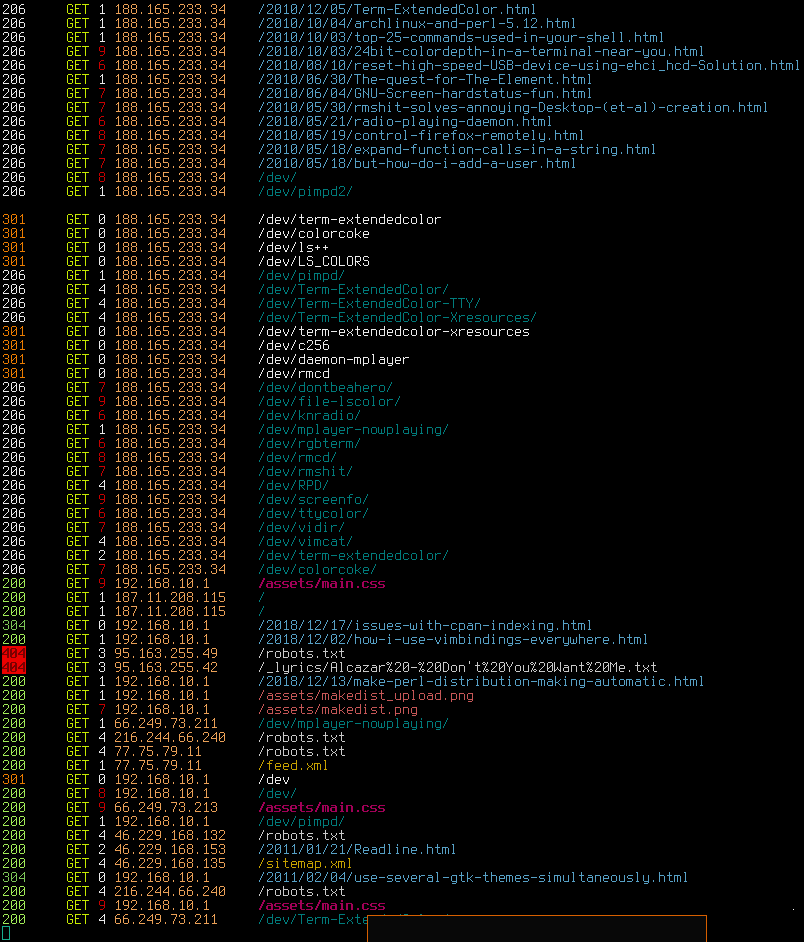 206 GET 1 188.165.233.34 /2010/12/05/Term-ExtendedColor.html
206 GET 1 188.165.233.34 /2010/10/04/archlinux-and-perl-5.12.html
206 GET 1 188.165.233.34 /2010/10/03/top-25-commands-used-in-your-shell.html
206 GET 9 188.165.233.34 /2010/10/03/24bit-colordepth-in-a-terminal-near-you.html
206 GET 6 188.165.233.34 /2010/08/10/reset-high-speed-USB-device-using-ehci_hcd-Solution.html
206 GET 1 188.165.233.34 /2010/06/30/The-quest-for-The-Element.html
206 GET 7 188.165.233.34 /2010/06/04/GNU-Screen-hardstatus-fun.html
206 GET 7 188.165.233.34 /2010/05/30/rmshit-solves-annoying-Desktop-(et-al)-creation.html
206 GET 6 188.165.233.34 /2010/05/21/radio-playing-daemon.html
206 GET 8 188.165.233.34 /2010/05/19/control-firefox-remotely.html
206 GET 7 188.165.233.34 /2010/05/18/expand-function-calls-in-a-string.html
206 GET 7 188.165.233.34 /2010/05/18/but-how-do-i-add-a-user.html
206 GET 8 188.165.233.34 /dev/
206 GET 1 188.165.233.34 /dev/pimpd2/
301 GET 0 188.165.233.34 /dev/term-extendedcolor
301 GET 0 188.165.233.34 /dev/colorcoke
301 GET 0 188.165.233.34 /dev/ls++
301 GET 0 188.165.233.34 /dev/LS_COLORS
206 GET 1 188.165.233.34 /dev/pimpd/
206 GET 4 188.165.233.34 /dev/Term-ExtendedColor/
206 GET 4 188.165.233.34 /dev/Term-ExtendedColor-TTY/
206 GET 4 188.165.233.34 /dev/Term-ExtendedColor-Xresources/
301 GET 0 188.165.233.34 /dev/term-extendedcolor-xresources
301 GET 0 188.165.233.34 /dev/c256
301 GET 0 188.165.233.34 /dev/daemon-mplayer
301 GET 0 188.165.233.34 /dev/rmcd
206 GET 7 188.165.233.34 /dev/dontbeahero/
206 GET 9 188.165.233.34 /dev/file-lscolor/
206 GET 6 188.165.233.34 /dev/knradio/
206 GET 1 188.165.233.34 /dev/mplayer-nowplaying/
206 GET 6 188.165.233.34 /dev/rgbterm/
206 GET 8 188.165.233.34 /dev/rmcd/
206 GET 7 188.165.233.34 /dev/rmshit/
206 GET 4 188.165.233.34 /dev/RPD/
206 GET 9 188.165.233.34 /dev/screenfo/
206 GET 6 188.165.233.34 /dev/ttycolor/
206 GET 7 188.165.233.34 /dev/vidir/
206 GET 4 188.165.233.34 /dev/vimcat/
206 GET 2 188.165.233.34 /dev/term-extendedcolor/
206 GET 7 188.165.233.34 /dev/colorcoke/
200 GET 9 192.168.10.1 /assets/main.css
200 GET 1 187.11.208.115 /
200 GET 1 187.11.208.115 /
304 GET 0 192.168.10.1 /2018/12/17/issues-with-cpan-indexing.html
200 GET 1 192.168.10.1 /2018/12/02/how-i-use-vimbindings-everywhere.html
404 GET 3 95.163.255.49 /robots.txt
404 GET 3 95.163.255.42 /_lyrics/Alcazar%20-%20Don't%20You%20Want%20Me.txt
200 GET 1 192.168.10.1 /2018/12/13/make-perl-distribution-making-automatic.html
200 GET 1 192.168.10.1 /assets/makedist_upload.png
200 GET 7 192.168.10.1 /assets/makedist.png
200 GET 1 66.249.73.211 /dev/mplayer-nowplaying/
200 GET 4 216.244.66.240 /robots.txt
200 GET 4 77.75.79.11 /robots.txt
200 GET 1 77.75.79.11 /feed.xml
301 GET 0 192.168.10.1 /dev
200 GET 8 192.168.10.1 /dev/
200 GET 9 66.249.73.213 /assets/main.css
200 GET 1 192.168.10.1 /dev/pimpd/
200 GET 4 46.229.168.132 /robots.txt
200 GET 2 46.229.168.153 /2011/01/21/Readline.html
200 GET 4 46.229.168.135 /sitemap.xml
304 GET 0 192.168.10.1 /2011/02/04/use-several-gtk-themes-simultaneously.html
200 GET 4 216.244.66.240 /robots.txt
200 GET 9 192.168.10.1 /assets/main.css
200 GET 4 66.249.73.211